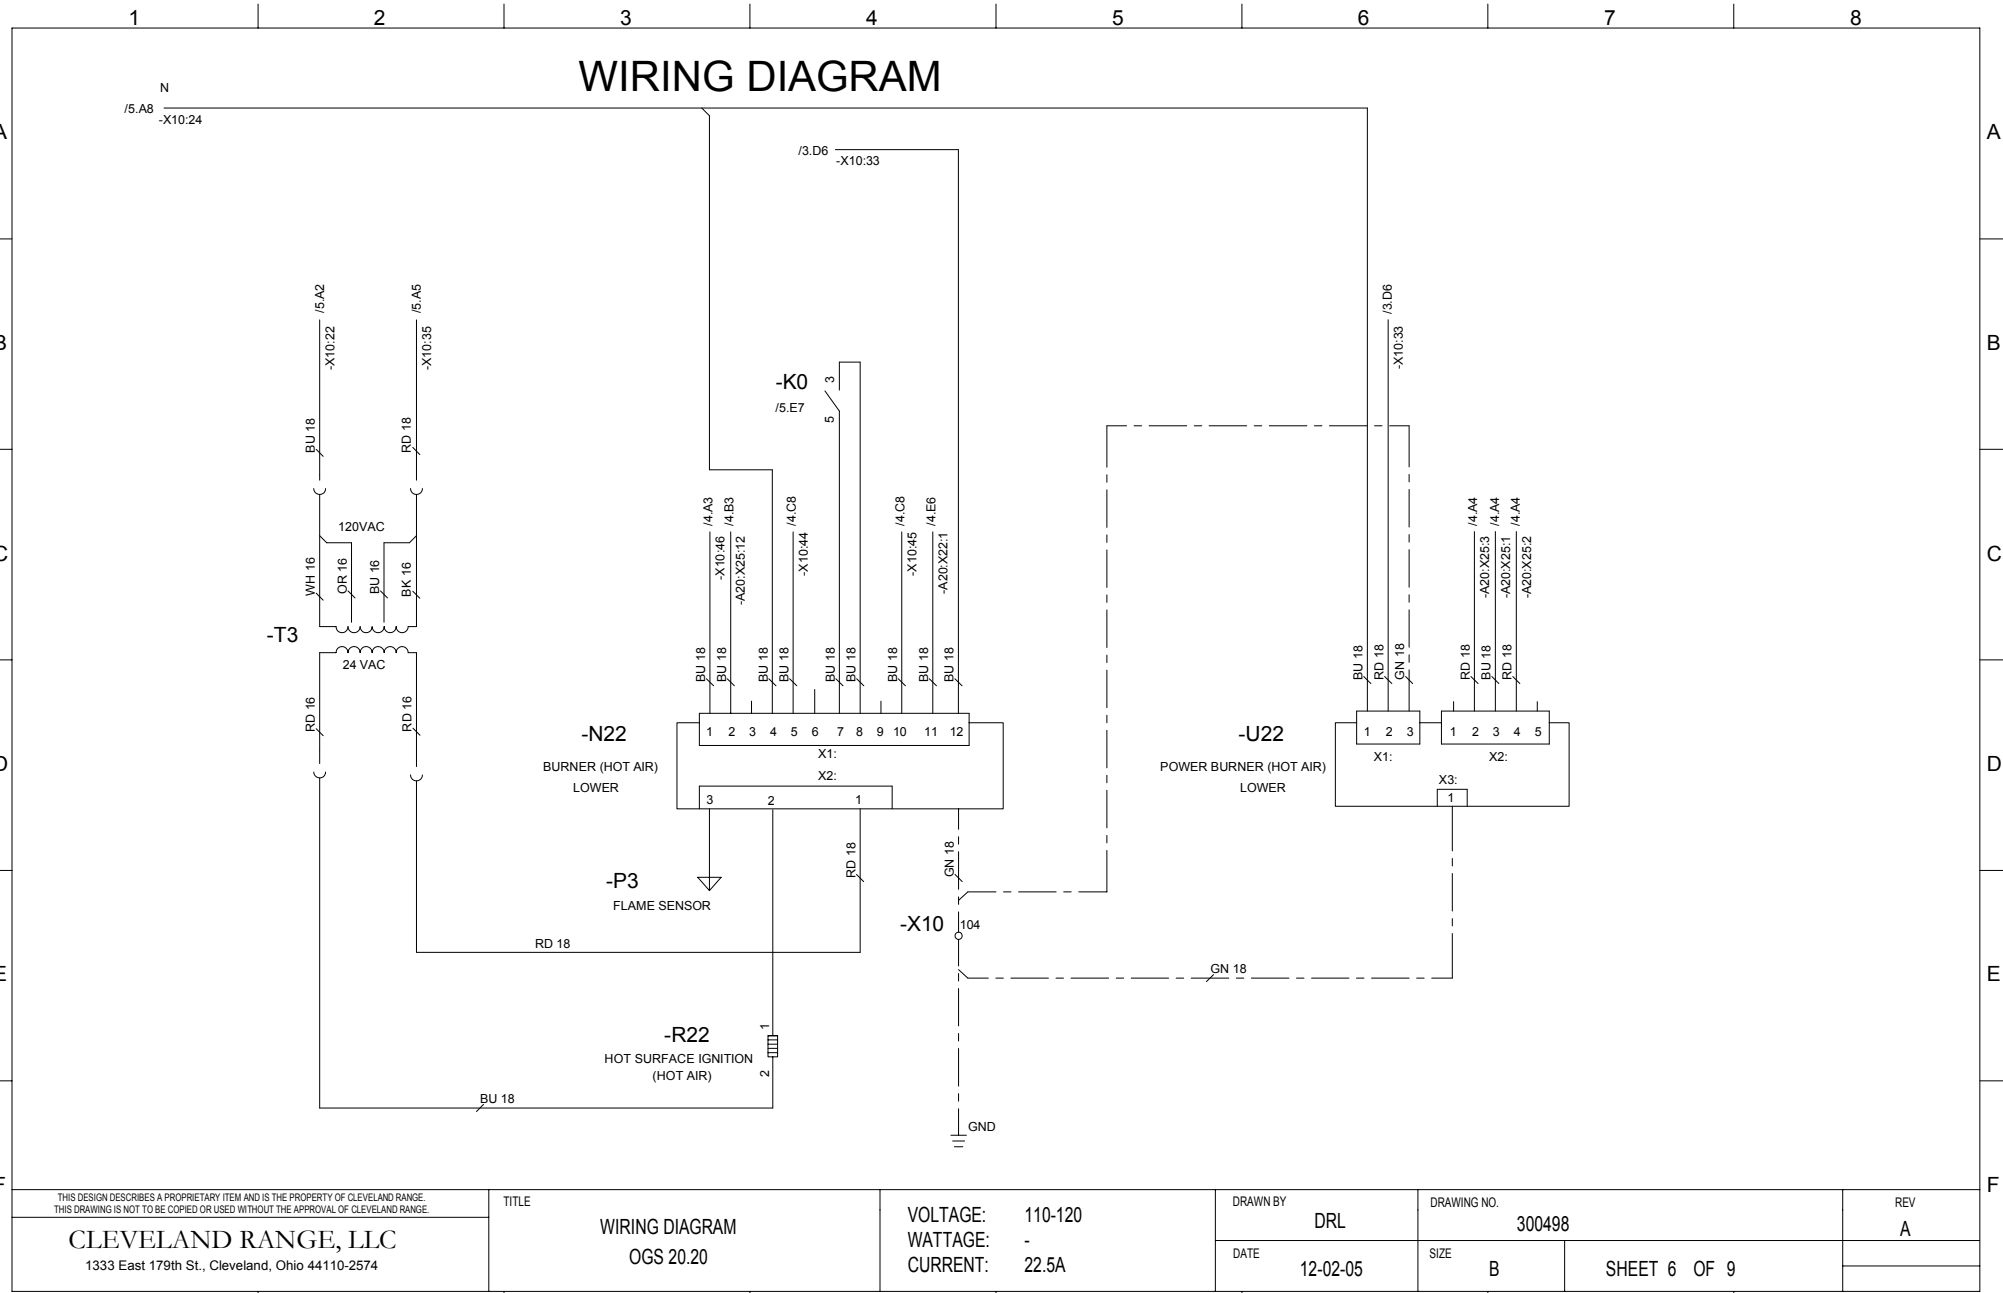 1 2 3 4 5 6 7 8
WIRING DIAGRAM
N
/5.A8
-X10:24
A
A
/3.D6
-X10:33
/5.A2
-X10:22
/5.A5
-X10:35
/3.D6
-X10:33
B
B
-K0
/5.E7
3
5
BU 18
RD 18
120VAC
WH 16
OR 16
BU 16
BK 16
-T3
24 VAC
RD 16
RD 16
C
C
/4.A3
-X10:46
/4.B3
-A20:X25:12
/4.C8
-X10:44
/4.C8
-X10:45
/4.E6
-A20:X22:1
/4.A4
-A20:X25:3
/4.A4
-A20:X25:1
/4.A4
-A20:X25:2
BU 18
BU 18
BU 18
BU 18
BU 18
BU 18
BU 18
BU 18
BU 18
BU 18
RD 18
GN 18
RD 18
BU 18
RD 18
-N22
BURNER (HOT AIR)
LOWER
1 2 3 4 5 6 7 8 9 10 11 12
X1:
X2:
3 2 1
-U22
POWER BURNER (HOT AIR)
LOWER
1 2 3
X1:
1 2 3 4 5
X2:
X3:
1
D
D
-P3
FLAME SENSOR
RD 18
GN 18
-X10
104
RD 18
GN 18
E
E
-R22
HOT SURFACE IGNITION
(HOT AIR)
1
2
BU 18
GND
F
F
THIS DESIGN DESCRIBES A PROPRIETARY ITEM AND IS THE PROPERTY OF CLEVELAND RANGE.
THIS DRAWING IS NOT TO BE COPIED OR USED WITHOUT THE APPROVAL OF CLEVELAND RANGE.
CLEVELAND RANGE, LLC
1333 East 179th St., Cleveland, Ohio 44110-2574
TITLE
WIRING DIAGRAM
OGS 20.20
VOLTAGE: 110-120
WATTAGE: -
CURRENT: 22.5A
DRAWN BY
DRL
DATE
12-02-05
DRAWING NO.
300498
SIZE
B
SHEET 6 OF 9
REV
A